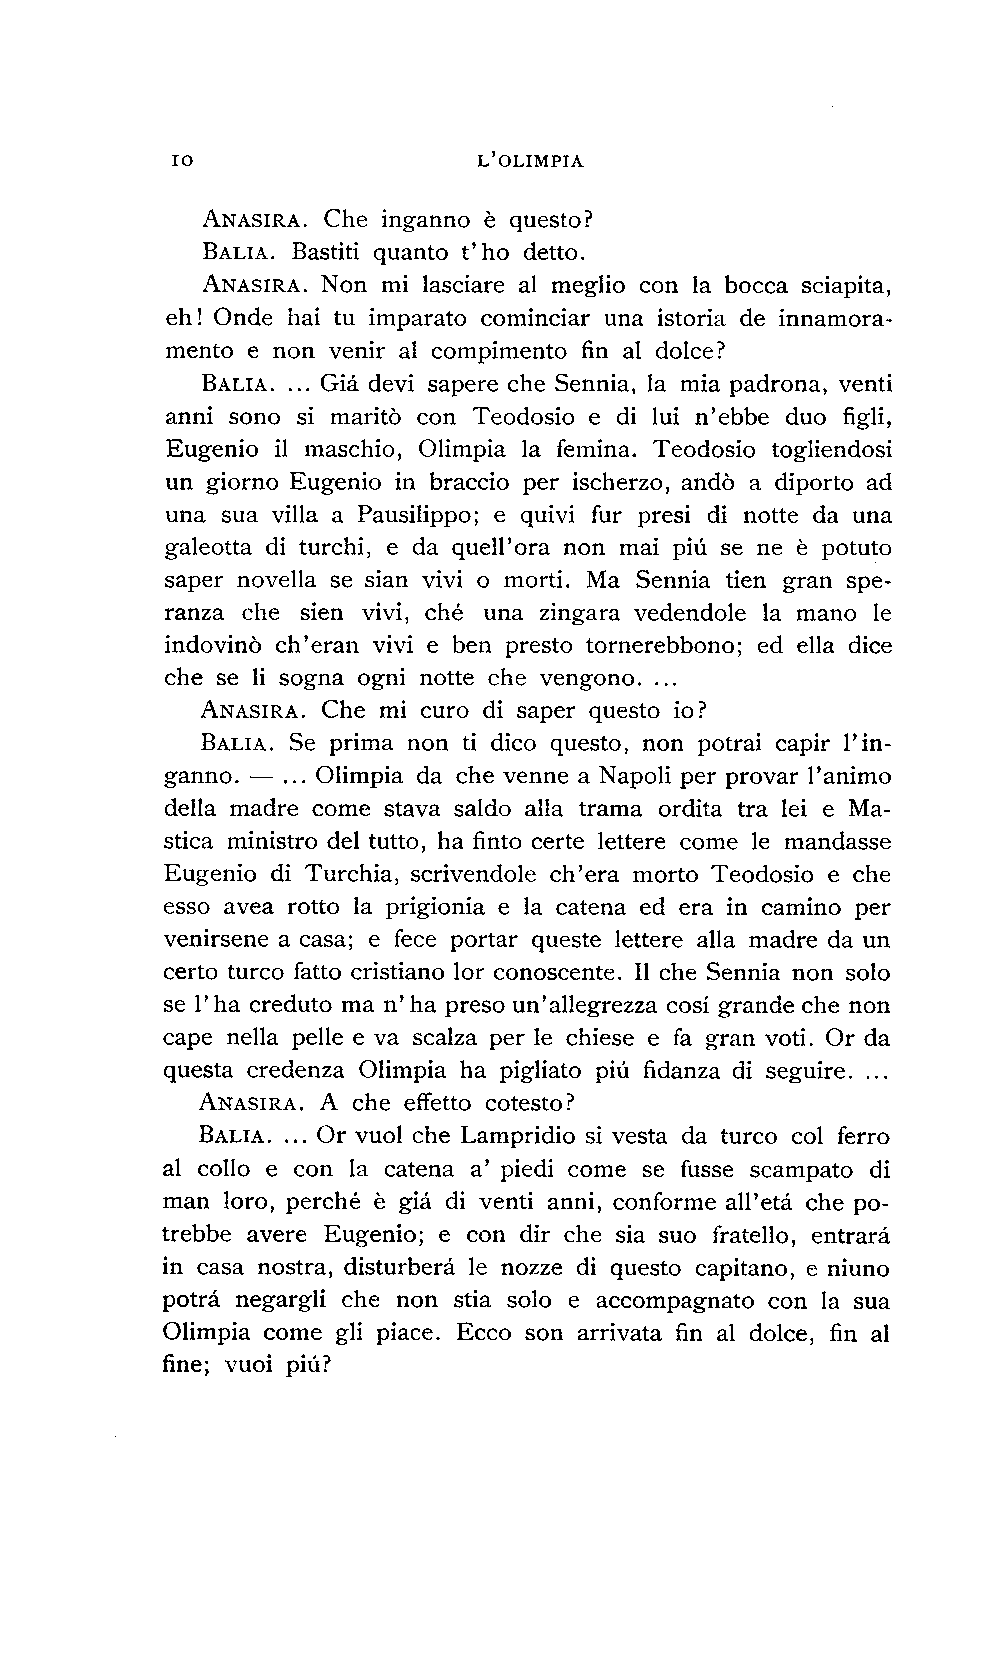 10 L'OLIMPIA
ANASIRA. Che inganno è questo?
BALIA. Bastiti quanto t'ho detto.
ANASIRA. Non mi lasciare al meglio con la bocca sciapita,
eh! Onde hai tu imparato cominciar una istoria de innamora-
mento e non venir al compimento fin al dolce?
BALIA. ... Giá devi sapere che Sennia, la mia padrona, venti
anni sono si maritò con Teodosio e di lui n'ebbe duo figli,
Eugenio il maschio, Olimpia la femina. Teodosio togliendosi
un giorno Eugenio in braccio per ischerzo, andò a diporto ad
una sua villa a Pausilippo; e quivi fur presi di notte da una
galeotta di turchi, e da quell'ora non mai piú se ne è potuto
saper novella se sian vivi o morti. Ma Sennia tien gran spe-
ranza che sien vivi, ché una zingara vedendole la mano le
indovinò ch'eran vivi e ben presto tornerebbono; ed ella dice
che se li sogna ogni notte che vengono. ...
ANASIRA. Che mi curo di saper questo io?
BALIA. Se prima non ti dico questo, non potrai capir l'in-
ganno. — ... Olimpia da che venne a Napoli per provar l'animo
della madre come stava saldo alla trama ordita tra lei e Ma-
stica ministro del tutto, ha finto certe lettere come le mandasse
Eugenio di Turchia, scrivendole ch'era morto Teodosio e che
esso avea rotto la prigionia e la catena ed era in camino per
venirsene a casa; e fece portar queste lettere alla madre da un
certo turco fatto cristiano lor conoscente. Il che Sennia non solo
se l'ha creduto ma n'ha preso un'allegrezza cosí grande che non
cape nella pelle e va scalza per le chiese e fa gran voti. Or da
questa credenza Olimpia ha pigliato piú fidanza di seguire. ...
ANASIRA. A che effetto cotesto?
BALIA. ... Or vuol che Lampridio si vesta da turco col ferro
al collo e con la catena a' piedi come se fusse scampato di
man loro, perché è giá di venti anni, conforme all'etá che po-
trebbe avere Eugenio; e con dir che sia suo fratello, entrará
in casa nostra, disturberá le nozze di questo capitano, e niuno
potrá negargli che non stia solo e accompagnato con la sua
Olimpia come gli piace. Ecco son arrivata fin al dolce, fin al
fine; vuoi piú?